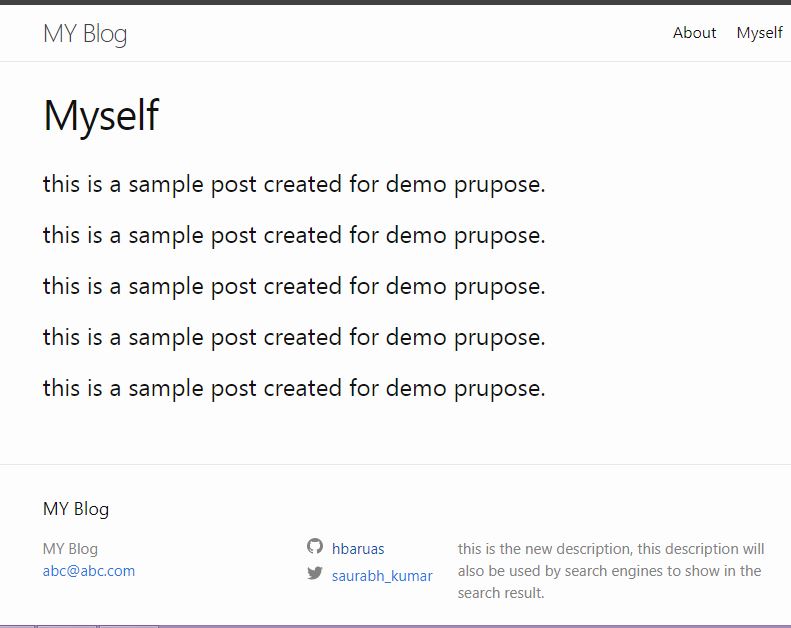 MY Blog
About Myself
Myself
this is a sample post created for demo prupose.
this is a sample post created for demo prupose.
this is a sample post created for demo prupose.
this is a sample post created for demo prupose.
this is a sample post created for demo prupose.
MY Blog
MY Blog
abc@abc.com
hbaruas
saurabh_kumar
this is the new description, this description will
also be used by search engines to show in the
search result.